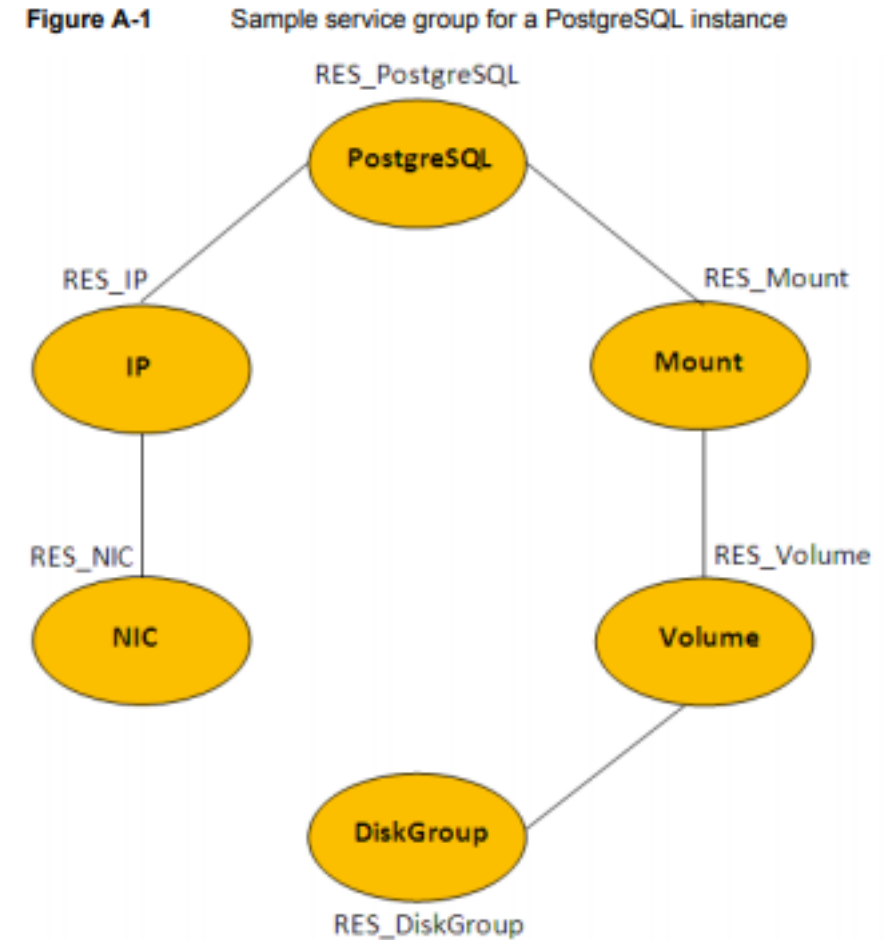 Figure A-1 Sample service group for a PostgreSQL instance
RES_PostgreSQL
PostgreSQL
RES_IP
RES_Mount
IP
Mount
RES_NIC
RES_Volume
NIC
Volume
DiskGroup
RES_DiskGroup